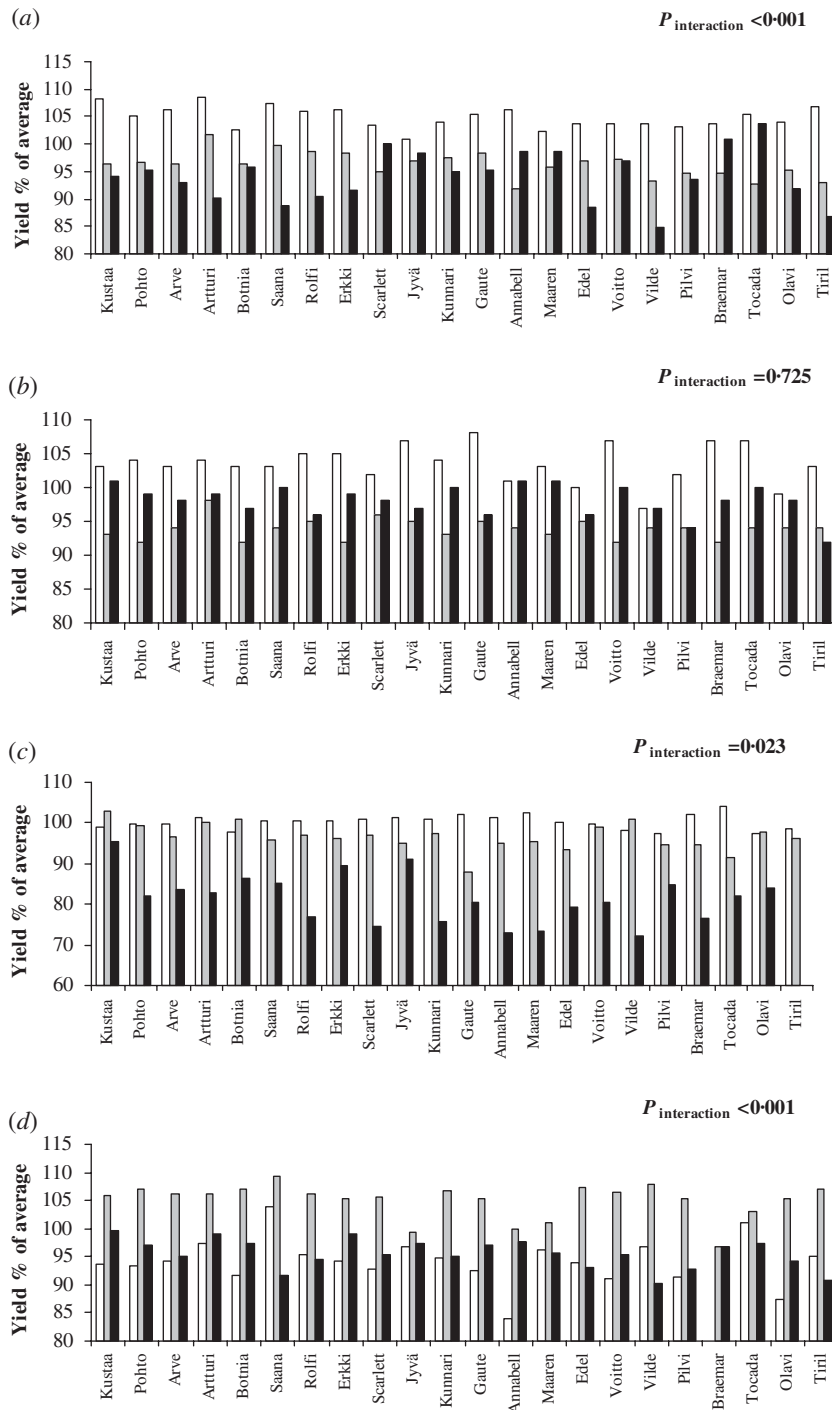 (a)
P interaction <0·001
115
110
105
100
95
90
85
80
Yield % of average
Kustaa
Pohto
Arve
Artturi
Botnia
Saana
Rolfi
Erkki
Scarlett
Jyvä
Kunnari
Gaute
Annabell
Maaren
Edel
Voitto
Vilde
Pilvi
Braemar
Tocada
Olavi
Tiril
(b)
P interaction =0·725
110
105
100
95
90
85
80
Yield % of average
Kustaa
Pohto
Arve
Artturi
Botnia
Saana
Rolfi
Erkki
Scarlett
Jyvä
Kunnari
Gaute
Annabell
Maaren
Edel
Voitto
Vilde
Pilvi
Braemar
Tocada
Olavi
Tiril
(c)
P interaction =0·023
110
100
90
80
70
60
Yield % of average
Kustaa
Pohto
Arve
Artturi
Botnia
Saana
Rolfi
Erkki
Scarlett
Jyvä
Kunnari
Gaute
Annabell
Maaren
Edel
Voitto
Vilde
Pilvi
Braemar
Tocada
Olavi
Tiril
(d)
P interaction <0·001
115
110
105
100
95
90
85
80
Yield % of average
Kustaa
Pohto
Arve
Artturi
Botnia
Saana
Rolfi
Erkki
Scarlett
Jyvä
Kunnari
Gaute
Annabell
Maaren
Edel
Voitto
Vilde
Pilvi
Braemar
Tocada
Olavi
Tiril